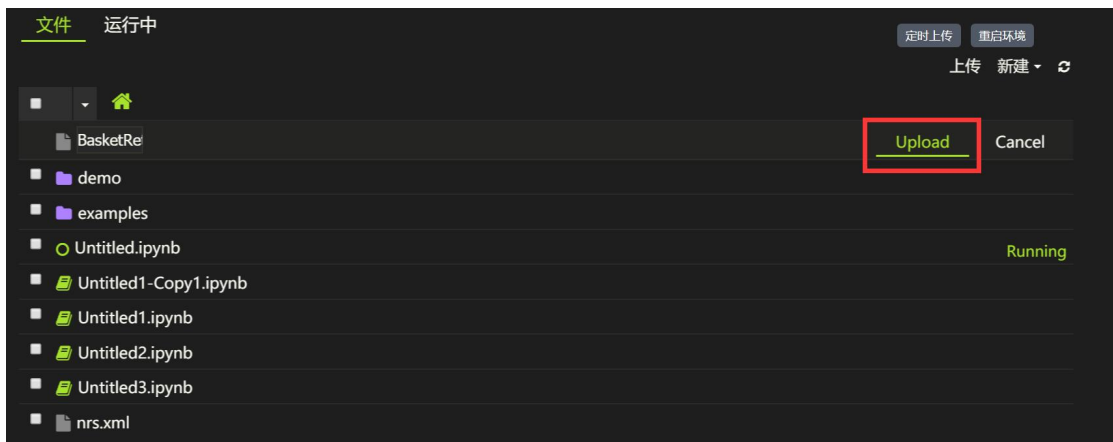 文件 运行中
定时上传 重启环境
上传 新建
BasketRe
Upload Cancel
demo
examples
Untitled.ipynb Running
Untitled1-Copy1.ipynb
Untitled1.ipynb
Untitled2.ipynb
Untitled3.ipynb
nrs.xml